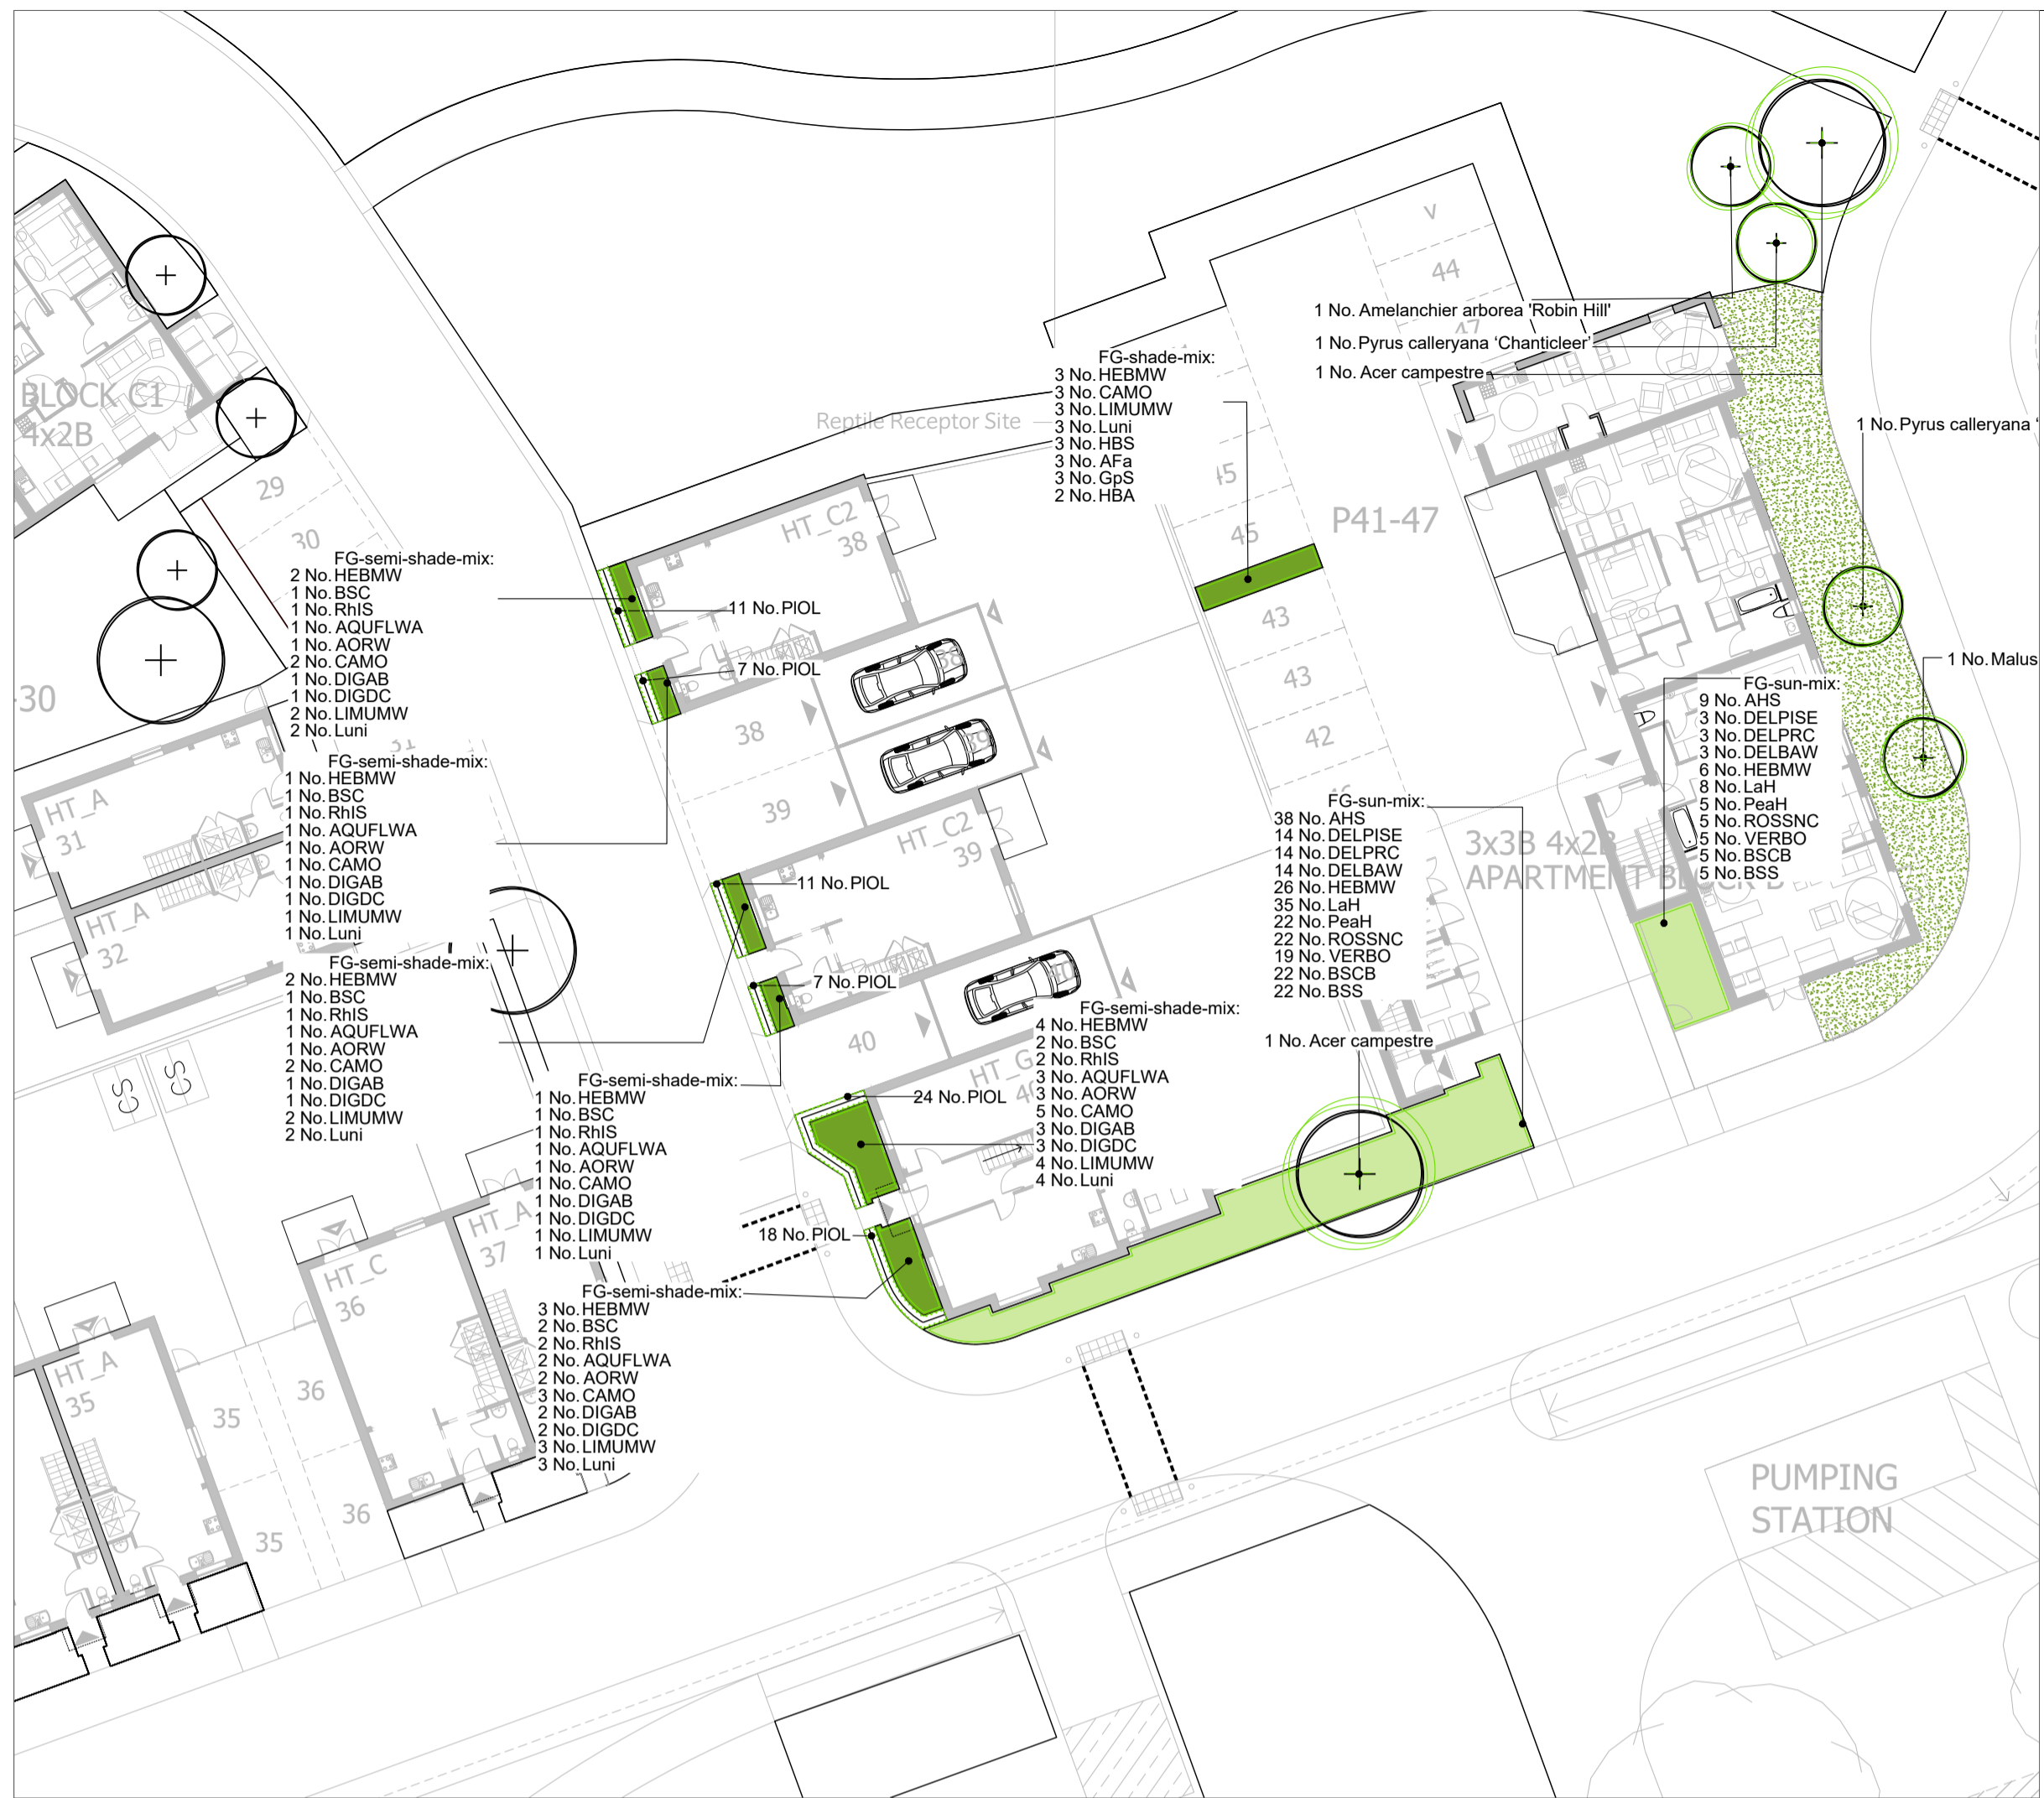 1 No. Amelanchier arborea 'Robin Hill'
1 No. Pyrus calleryana ‘Chanticleer’
1 No. Acer campestre
1 No. Pyrus calleryana ‘
1 No. Malus
BLOCK C1
4x2B
29
30
-30
31
v
44
47
45
45
43
43
42
P41-47
Reptile Receptor Site
FG-shade-mix:
3 No. HEBMW
3 No. CAMO
3 No. LIMUMW
3 No. Luni
3 No. HBS
3 No. AFa
3 No. GpS
2 No. HBA
FG-semi-shade-mix:
2 No. HEBMW
1 No. BSC
1 No. RhIS
1 No. AQUFLWA
1 No. AORW
2 No. CAMO
1 No. DIGAB
1 No. DIGDC
2 No. LIMUMW
2 No. Luni
FG-semi-shade-mix:
1 No. HEBMW
1 No. BSC
1 No. RhIS
1 No. AQUFLWA
1 No. AORW
1 No. CAMO
1 No. DIGAB
1 No. DIGDC
1 No. LIMUMW
1 No. Luni
FG-semi-shade-mix:
2 No. HEBMW
1 No. BSC
1 No. RhIS
1 No. AQUFLWA
1 No. AORW
2 No. CAMO
1 No. DIGAB
1 No. DIGDC
2 No. LIMUMW
2 No. Luni
HT_C2
38
11 No. PIOL
7 No. PIOL
38
38
39
39
HT_C2
39
11 No. PIOL
7 No. PIOL
40
24 No. PIOL
18 No. PIOL
FG-semi-shade-mix:
4 No. HEBMW
2 No. BSC
2 No. RhIS
3 No. AQUFLWA
3 No. AORW
5 No. CAMO
3 No. DIGAB
3 No. DIGDC
4 No. LIMUMW
4 No. Luni
HT_G
40
FG-sun-mix:
38 No. AHS
14 No. DELPISE
14 No. DELPRC
14 No. DELBAW
26 No. HEBMW
35 No. LaH
22 No. PeaH
22 No. ROSSNC
19 No. VERBO
22 No. BSCB
22 No. BSS
1 No. Acer campestre
FG-sun-mix:
9 No. AHS
3 No. DELPISE
3 No. DELPRC
3 No. DELBAW
6 No. HEBMW
8 No. LaH
5 No. PeaH
5 No. ROSSNC
5 No. VERBO
5 No. BSCB
5 No. BSS
3x3B 4x2B
APARTMENT BLOCK B
HT_A
31
HT_A
32
CS
CS
FG-semi-shade-mix:
1 No. HEBMW
1 No. BSC
1 No. RhIS
1 No. AQUFLWA
1 No. AORW
1 No. CAMO
1 No. DIGAB
1 No. DIGDC
1 No. LIMUMW
1 No. Luni
FG-semi-shade-mix:
3 No. HEBMW
2 No. BSC
2 No. RhIS
2 No. AQUFLWA
2 No. AORW
3 No. CAMO
2 No. DIGAB
2 No. DIGDC
3 No. LIMUMW
3 No. Luni
HT_A
37
HT_C
36
HT_A
35
36
35
36
35
PUMPING
STATION